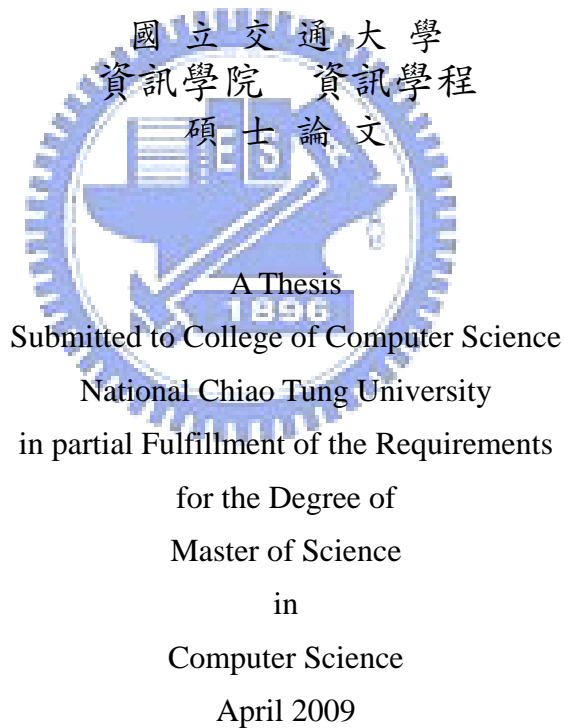 國立交通大學
資訊學院 資訊學程
碩士論文
ES
A Thesis
1896
Submitted to College of Computer Science
National Chiao Tung University
in partial Fulfillment of the Requirements
for the Degree of
Master of Science
in
Computer Science
April 2009